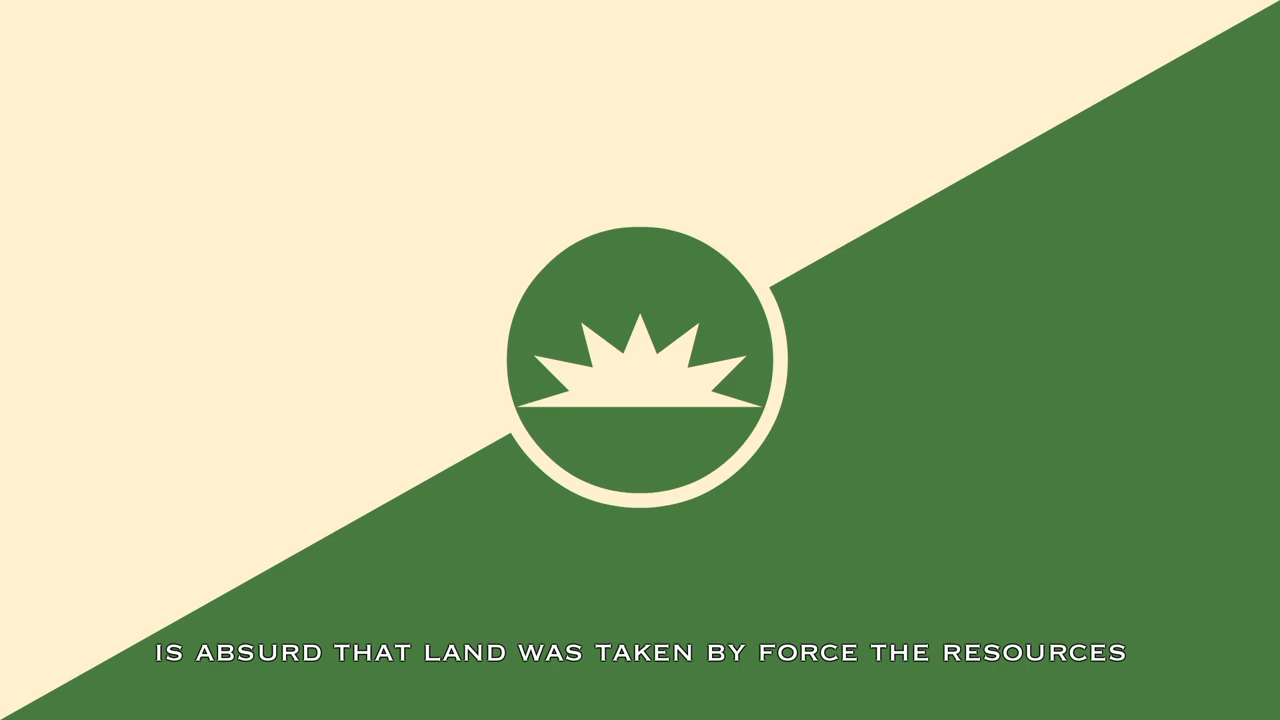 IS ABSURD THAT LAND WAS TAKEN BY FORCE THE RESOURCES